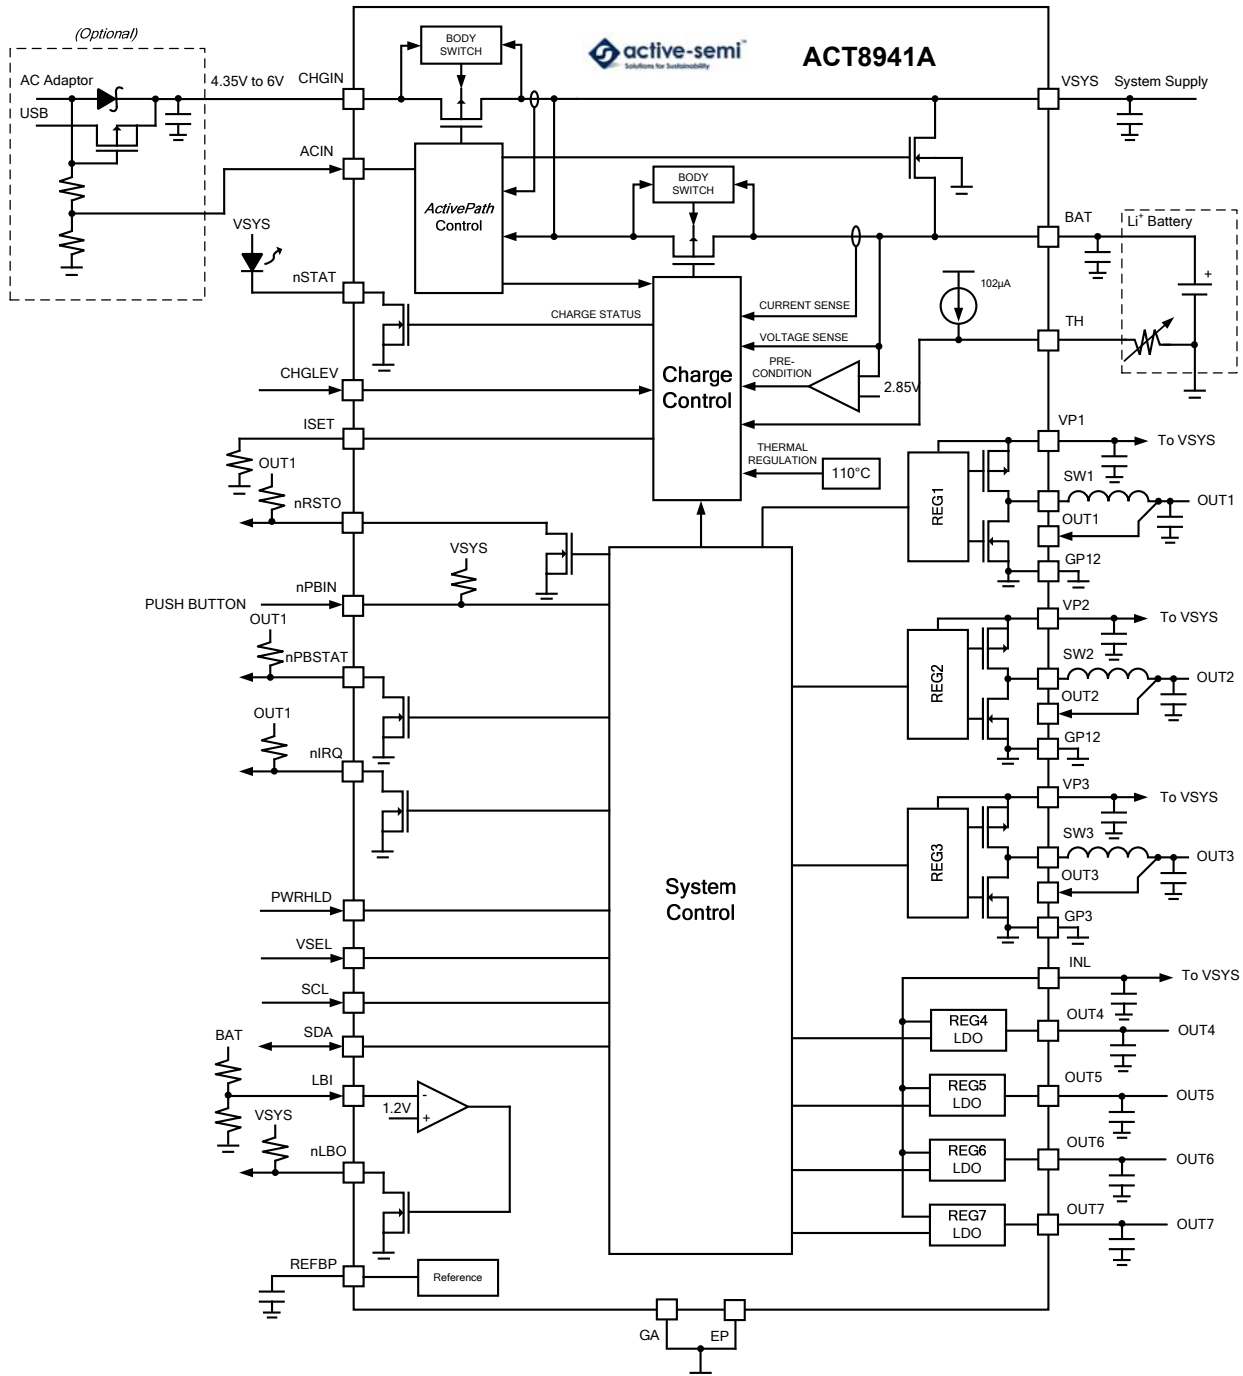 (Optional)
AC Adaptor
USB
4.35V to 6V
CHGIN
BODY
SWITCH
active-semi™
Solutions for Sustainability
ACT8941A
VSYS
System Supply
ACIN
ActivePath
Control
BODY
SWITCH
BAT
Li+ Battery
+
VSYS
nSTAT
CHARGE STATUS
CURRENT SENSE
VOLTAGE SENSE
PRE-
CONDITION
2.85V
102µA
TH
Charge
Control
CHGLEV
ISET
THERMAL
REGULATION
110°C
OUT1
nRSTO
VSYS
nPBIN
PUSH BUTTON
OUT1
nPBSTAT
OUT1
nIRQ
REG1
VP1
To VSYS
SW1
OUT1
OUT1
GP12
REG2
VP2
To VSYS
SW2
OUT2
OUT2
GP12
REG3
VP3
To VSYS
SW3
OUT3
OUT3
GP3
System
Control
PWRHLD
VSEL
SCL
SDA
BAT
LBI
1.2V
-
+
VSYS
nLBO
REFBP
Reference
INL
To VSYS
REG4
LDO
OUT4
OUT4
REG5
LDO
OUT5
OUT5
REG6
LDO
OUT6
OUT6
REG7
LDO
OUT7
OUT7
GA
EP